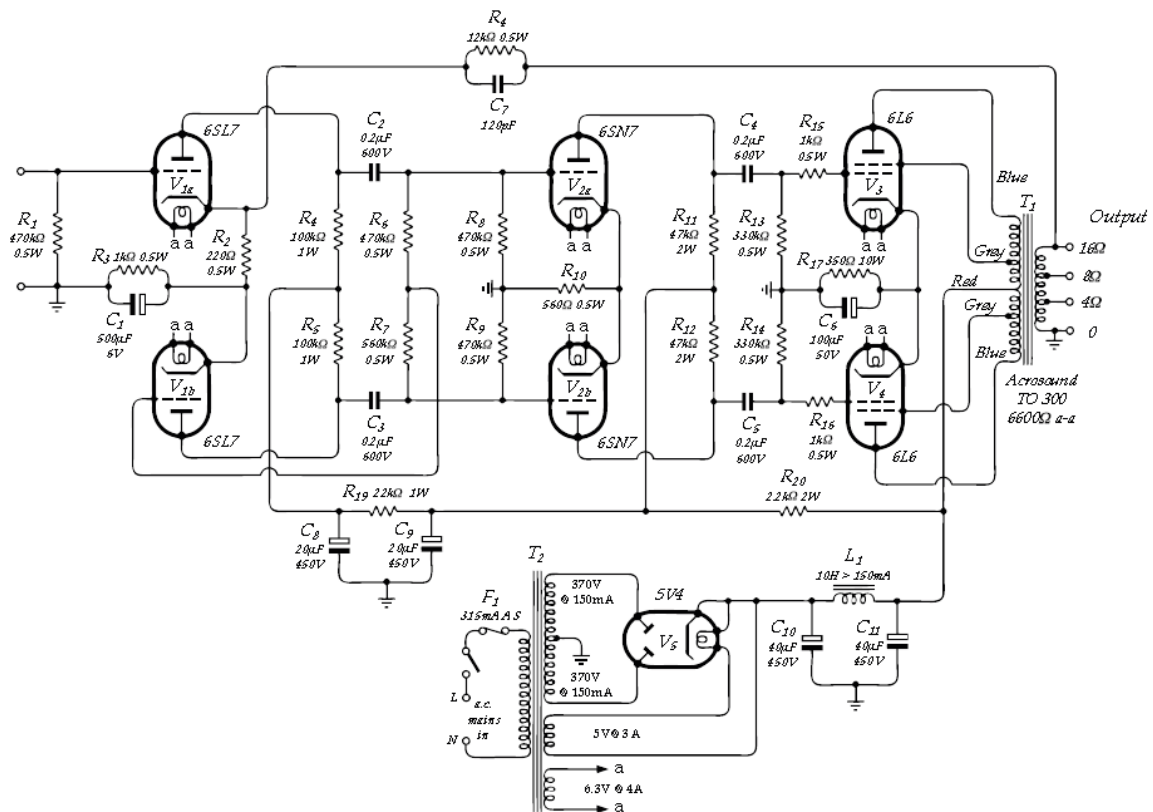 R4
12kΩ 0.5W
C7
120pF
6SL7
V1a
a a
R1
470kΩ
0.5W
R3 1kΩ 0.5W
C1
500µF
6V
R2
220Ω
0.5W
a a
V1b
6SL7
C2
0.2µF
600V
R4
100kΩ
1W
R6
470kΩ
0.5W
R8
470kΩ
0.5W
R5
100kΩ
1W
R7
560kΩ
0.5W
R9
470kΩ
0.5W
C3
0.2µF
600V
6SN7
V2a
a a
R10
560Ω 0.5W
a a
V2b
6SN7
C4
0.2µF
600V
R11
47kΩ
2W
R13
330kΩ
0.5W
R12
47kΩ
2W
R14
330kΩ
0.5W
C5
0.2µF
600V
R15
1kΩ
0.5W
R16
1kΩ
0.5W
6L6
V3
a a
R17 350Ω 10W
C6
100µF
50V
a a
V4
6L6
Blue
Grey
Red
Grey
Blue
T1
Output
16Ω
8Ω
4Ω
0
Acrosound
TO 300
6600Ω a-a
R19 22kΩ 1W
R20
2.2kΩ 2W
C8
20µF
450V
C9
20µF
450V
T2
F1
315mA A S
L
a.c.
mains
in
N
370V
@ 150mA
370V
@ 150mA
5V4
V5
5V @ 3A
6.3V @ 4A
a
a
L1
10H > 150mA
C10
40µF
450V
C11
40µF
450V